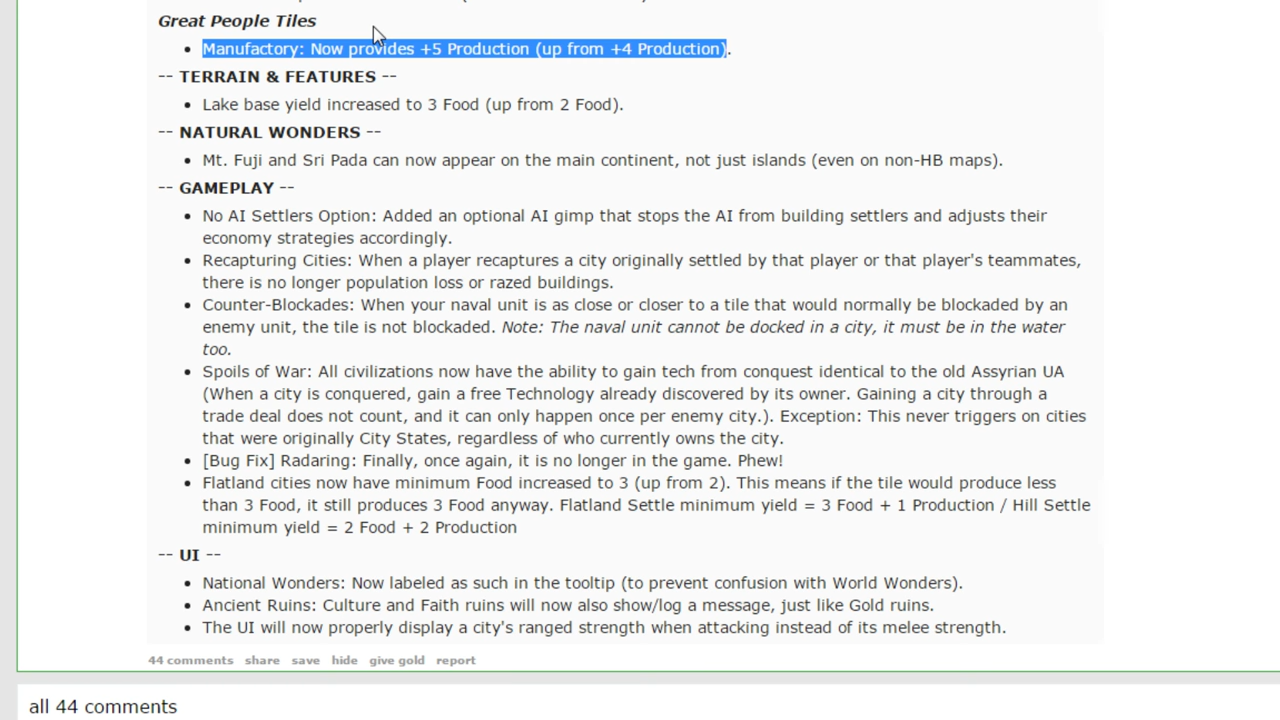 Great People Tiles
Manufactory: Now provides +5 Production (up from +4 Production).
-- TERRAIN & FEATURES --
Lake base yield increased to 3 Food (up from 2 Food).
-- NATURAL WONDERS --
Mt. Fuji and Sri Pada can now appear on the main continent, not just islands (even on non-HB maps).
-- GAMEPLAY --
No AI Settlers Option: Added an optional AI gimp that stops the AI from building settlers and adjusts their
economy strategies accordingly.
Recapturing Cities: When a player recaptures a city originally settled by that player or that player's teammates,
there is no longer population loss or razed buildings.
Counter-Blockades: When your naval unit is as close or closer to a tile that would normally be blockaded by an
enemy unit, the tile is not blockaded. Note: The naval unit cannot be docked in a city, it must be in the water
too.
Spoils of War: All civilizations now have the ability to gain tech from conquest identical to the old Assyrian UA
(When a city is conquered, gain a free Technology already discovered by its owner. Gaining a city through a
trade deal does not count, and it can only happen once per enemy city.). Exception: This never triggers on cities
that were originally City States, regardless of who currently owns the city.
[Bug Fix] Radaring: Finally, once again, it is no longer in the game. Phew!
Flatland cities now have minimum Food increased to 3 (up from 2). This means if the tile would produce less
than 3 Food, it still produces 3 Food anyway. Flatland Settle minimum yield = 3 Food + 1 Production / Hill Settle
minimum yield = 2 Food + 2 Production
-- UI --
National Wonders: Now labeled as such in the tooltip (to prevent confusion with World Wonders).
Ancient Ruins: Culture and Faith ruins will now also show/log a message, just like Gold ruins.
The UI will now properly display a city's ranged strength when attacking instead of its melee strength.
44 comments share save hide give gold report
all 44 comments